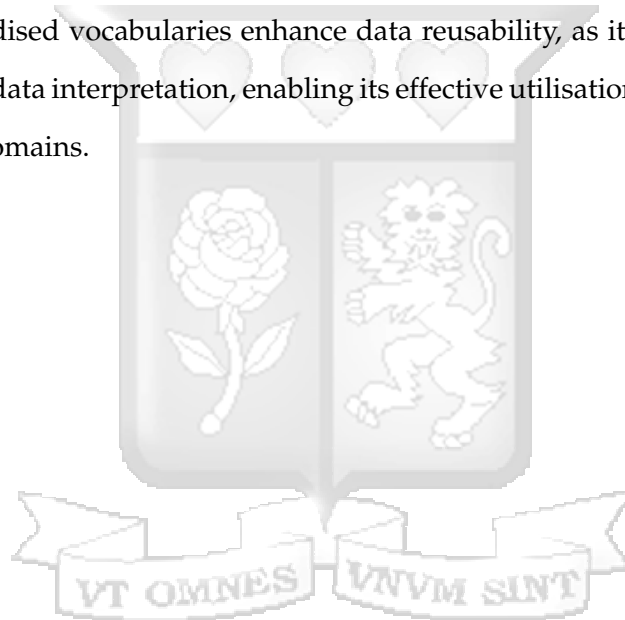 dised vocabularies enhance data reusability, as it
data interpretation, enabling its effective utilisation
omains.
VT OMNES VNVM SINT